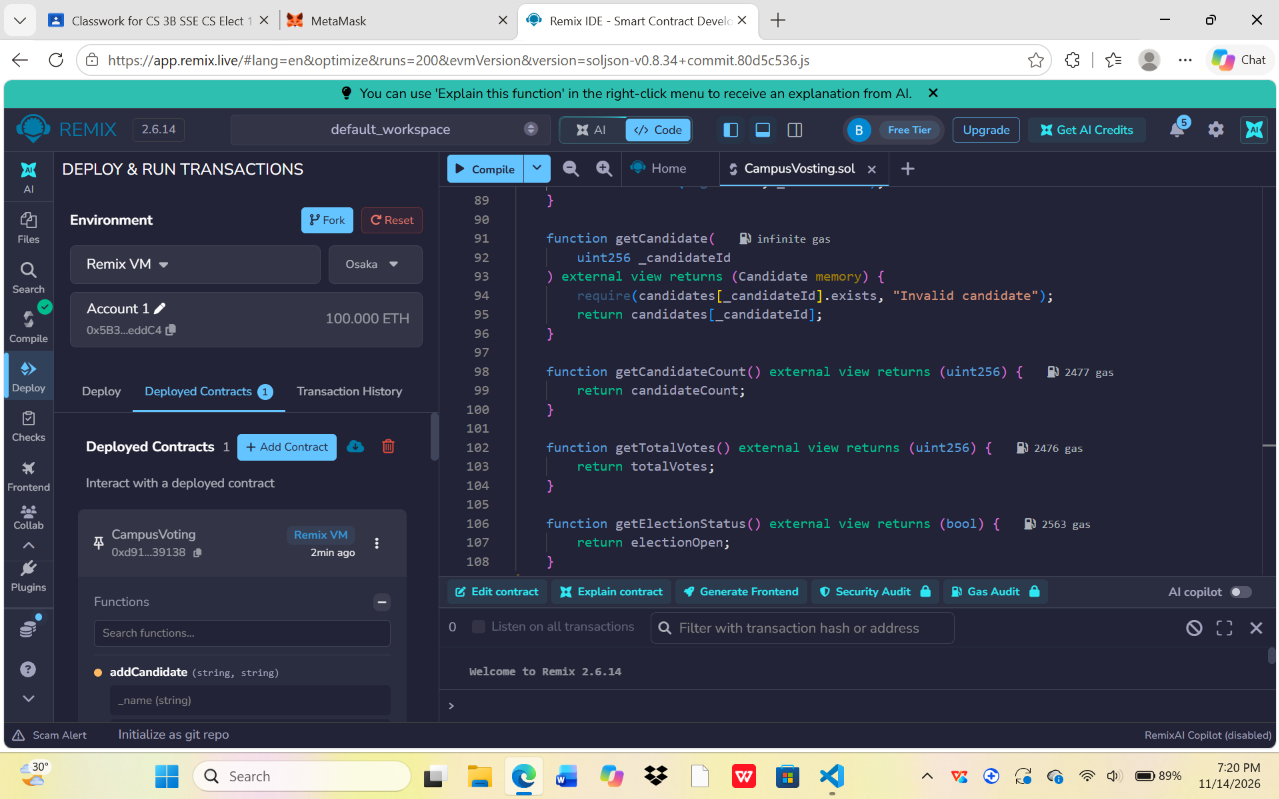 Classwork for CS 3B SSE CS Elect 1
MetaMask
Remix IDE - Smart Contract Develo
https://app.remix.live/#lang=en&optimize&runs=200&evmVersion&version=soljson-v0.8.34+commit.80d5c536.js
Chat
You can use 'Explain this function' in the right-click menu to receive an explanation from AI.
REMIX
2.6.14
default_workspace
AI
</> Code
B
Free Tier
Upgrade
Get AI Credits
5
AI
Files
Search
Compile
Deploy
Checks
Frontend
Collab
Plugins
DEPLOY & RUN TRANSACTIONS
Environment
Fork
Reset
Remix VM
Osaka
Account 1
0x5B3...eddC4
100.000 ETH
Deploy
Deployed Contracts 1
Transaction History
Deployed Contracts 1
+ Add Contract
Interact with a deployed contract
CampusVoting
0xd91...39138
Remix VM
2min ago
Functions
Search functions...
addCandidate (string, string)
_name (string)
Compile
Home
CampusVosting.sol
89 }
90
91 function getCandidate( infinite gas
92 uint256 _candidateId
93 ) external view returns (Candidate memory) {
94 require(candidates[_candidateId].exists, "Invalid candidate");
95 return candidates[_candidateId];
96 }
97
98 function getCandidateCount() external view returns (uint256) { 2477 gas
99 return candidateCount;
100 }
101
102 function getTotalVotes() external view returns (uint256) { 2476 gas
103 return totalVotes;
104 }
105
106 function getElectionStatus() external view returns (bool) { 2563 gas
107 return electionOpen;
108 }
Edit contract
Explain contract
Generate Frontend
Security Audit
Gas Audit
AI copilot
0
Listen on all transactions
Filter with transaction hash or address
Welcome to Remix 2.6.14
>
Scam Alert
Initialize as git repo
RemixAI Copilot (disabled)
30°
Search
89%
7:20 PM
11/14/2026